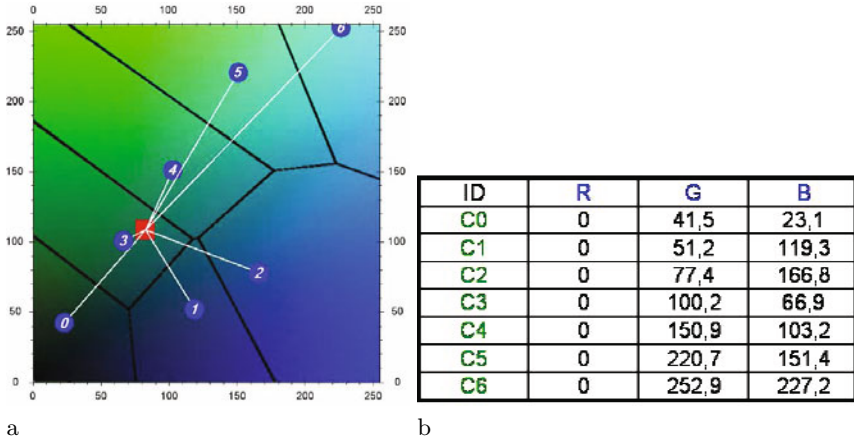 0 50 100 150 200 250
250 250
200 200
150 150
100 100
50 50
0 0
0 50 100 150 200 250
6
5
4
3
2
1
0
ID R G B
C0 0 41,5 23,1
C1 0 51,2 119,3
C2 0 77,4 166,8
C3 0 100,2 66,9
C4 0 150,9 103,2
C5 0 220,7 151,4
C6 0 252,9 227,2
a b